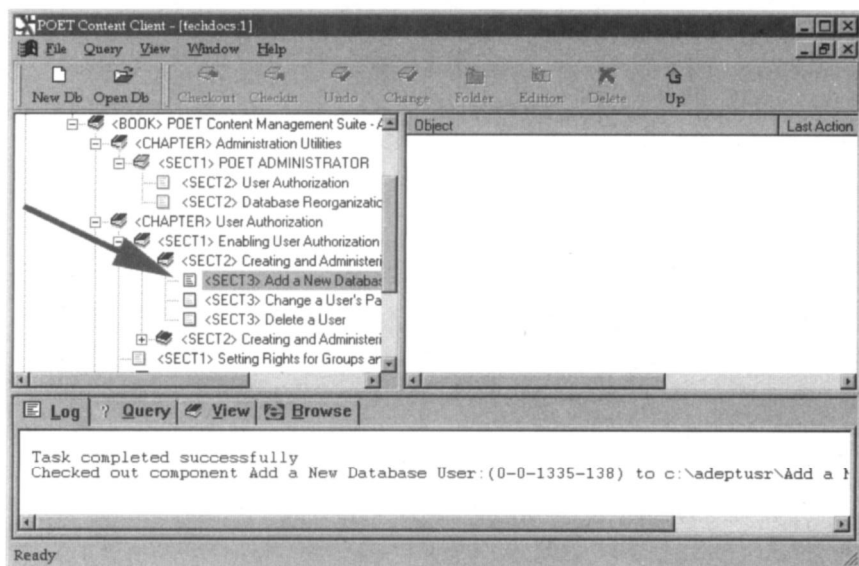 POET Content Client - [techdocs:1]
File Query View Window Help
New Db Open Db Checkout Checkin Undo Change Folder Edition Delete Up
<BOOK> POET Content Management Suite - A
<CHAPTER> Administration Utilities
<SECT1> POET ADMINISTRATOR
<SECT2> User Authorization
<SECT2> Database Reorganizatic
<CHAPTER> User Authorization
<SECT1> Enabling User Authorization
<SECT2> Creating and Administeri
<SECT3> Add a New Databas
<SECT3> Change a User's Pa
<SECT3> Delete a User
<SECT2> Creating and Administeri
<SECT1> Setting Rights for Groups ar
Object Last Action
Log ? Query View Browse
Task completed successfully
Checked out component Add a New Database User:(0-0-1335-138) to c:\adeptusr\Add a N
Ready